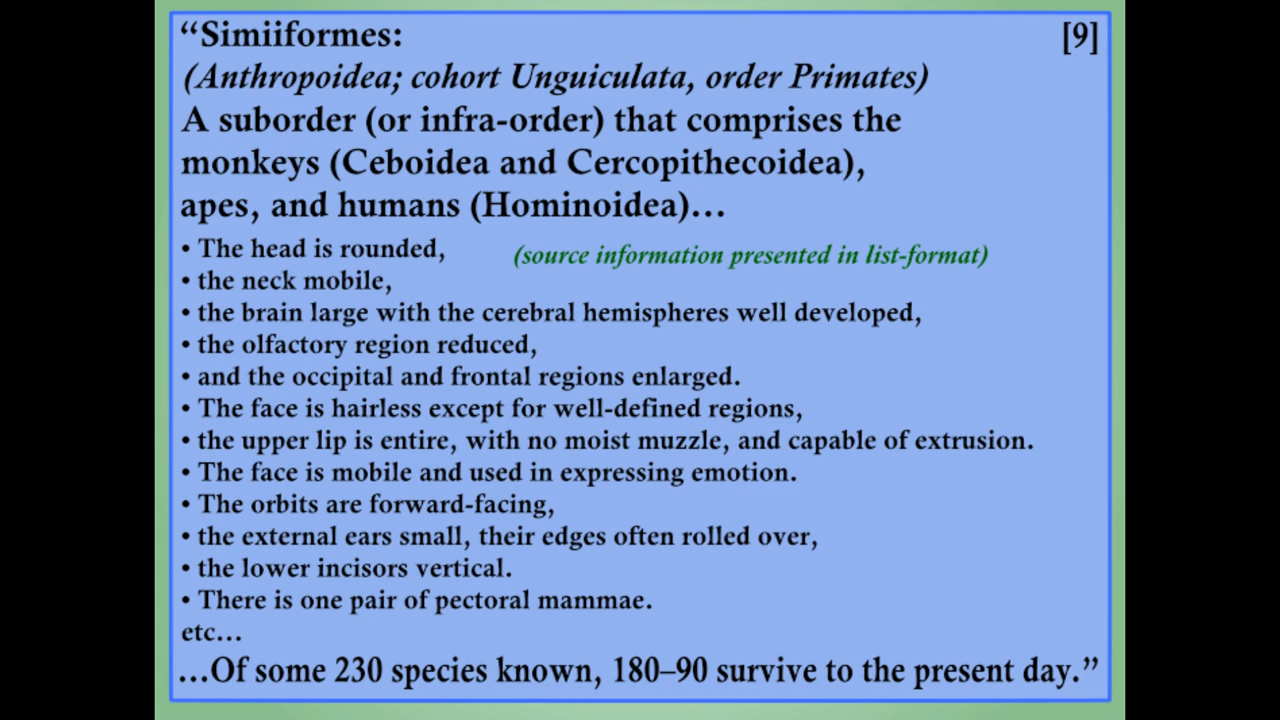 “Simiiformes: [9]
(Anthropoidea; cohort Unguiculata, order Primates)
A suborder (or infra-order) that comprises the
monkeys (Ceboidea and Cercopithecoidea),
apes, and humans (Hominoidea)…
• The head is rounded, (source information presented in list-format)
• the neck mobile,
• the brain large with the cerebral hemispheres well developed,
• the olfactory region reduced,
• and the occipital and frontal regions enlarged.
• The face is hairless except for well-defined regions,
• the upper lip is entire, with no moist muzzle, and capable of extrusion.
• The face is mobile and used in expressing emotion.
• The orbits are forward-facing,
• the external ears small, their edges often rolled over,
• the lower incisors vertical.
• There is one pair of pectoral mammae.
etc…
…Of some 230 species known, 180–90 survive to the present day.”